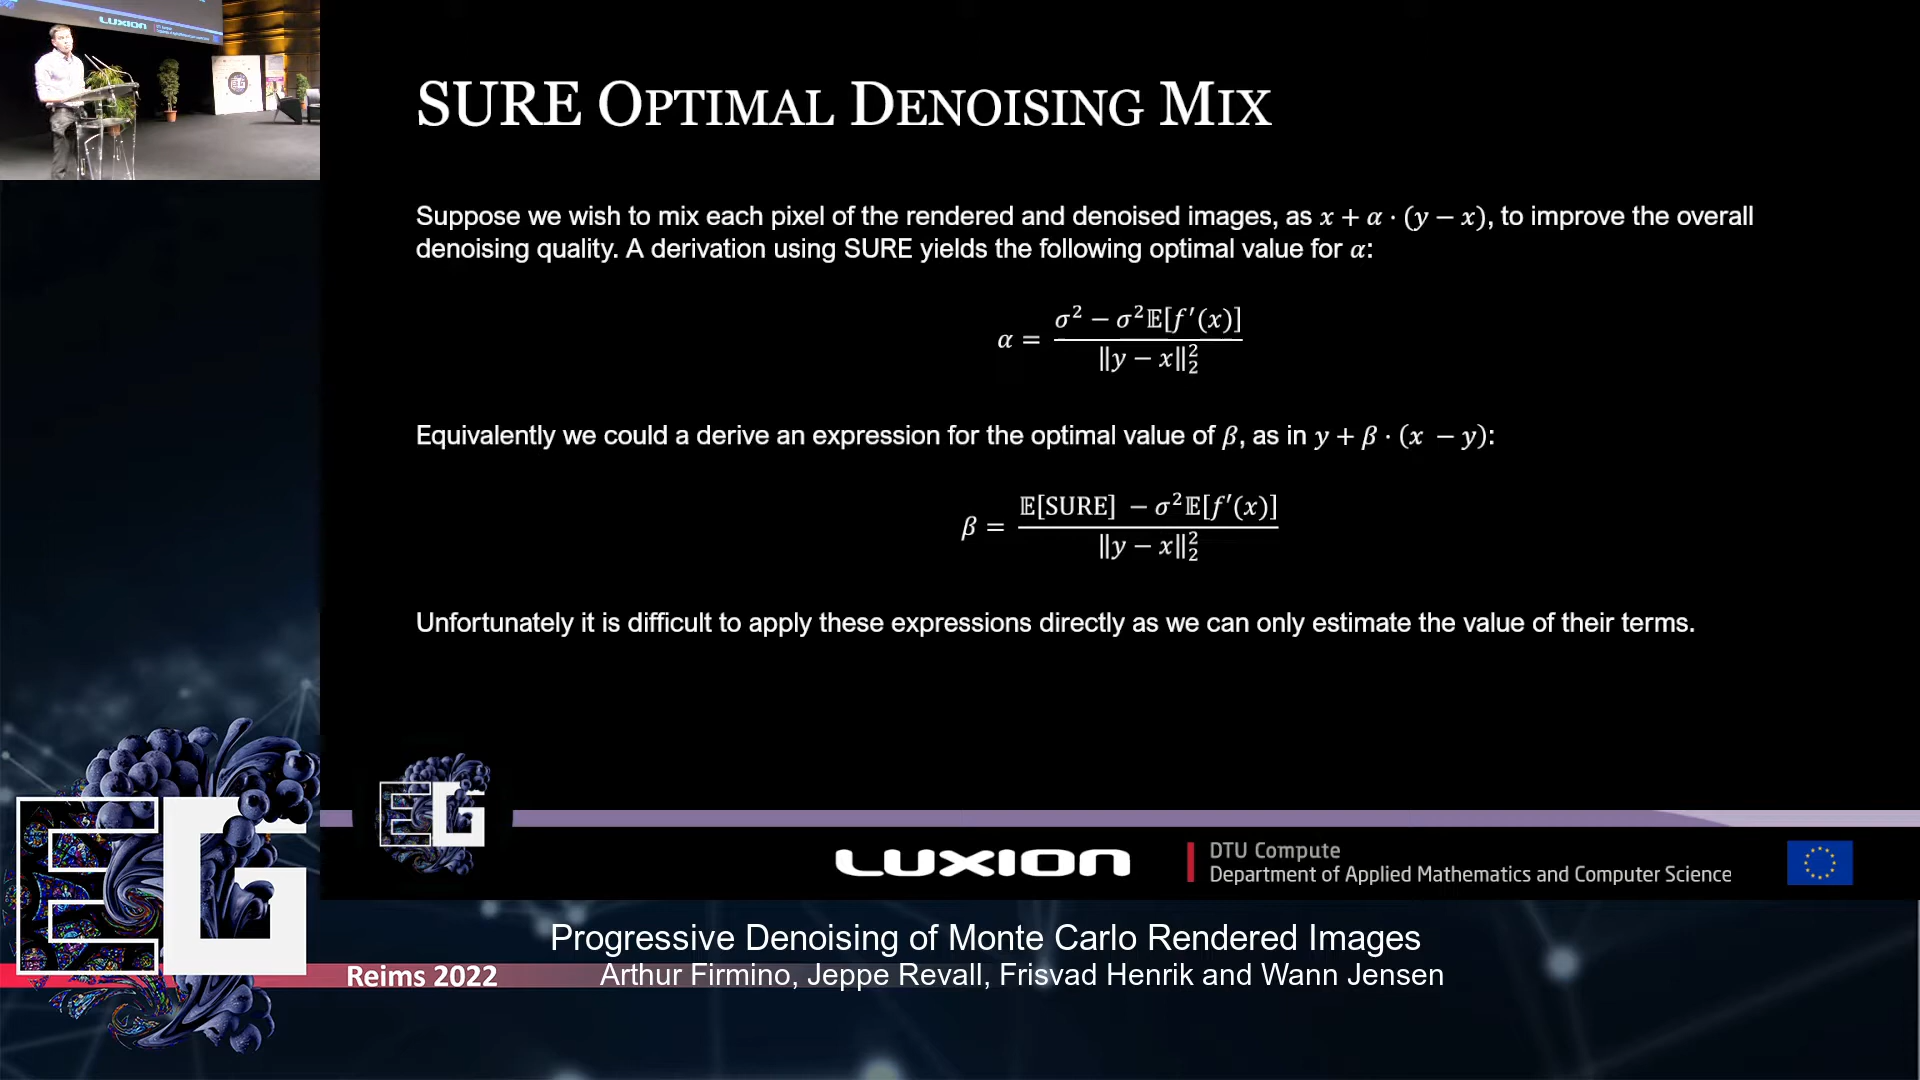 LUXION
SURE OPTIMAL DENOISING MIX
Suppose we wish to mix each pixel of the rendered and denoised images, as x + α · (y − x), to improve the overall
denoising quality. A derivation using SURE yields the following optimal value for α:
α = (σ² − σ²𝔼[f′(x)]) / ‖y − x‖₂²
Equivalently we could a derive an expression for the optimal value of β, as in y + β · (x − y):
β = (𝔼[SURE] − σ²𝔼[f′(x)]) / ‖y − x‖₂²
Unfortunately it is difficult to apply these expressions directly as we can only estimate the value of their terms.
EG
LUXION
DTU Compute
Department of Applied Mathematics and Computer Science
EG
Progressive Denoising of Monte Carlo Rendered Images
Reims 2022
Arthur Firmino, Jeppe Revall, Frisvad Henrik and Wann Jensen